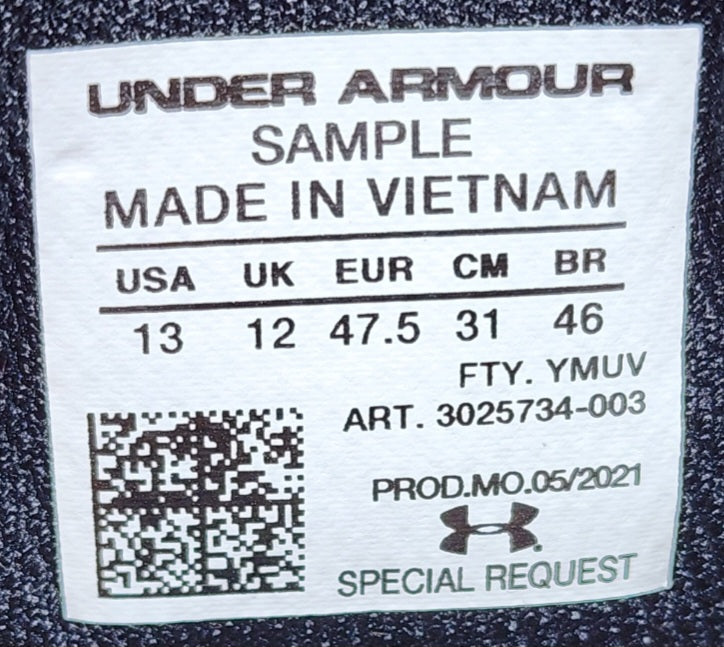 UNDER ARMOUR
SAMPLE
MADE IN VIETNAM
USA UK EUR CM BR
13 12 47.5 31 46
FTY. YMUV
ART. 3025734-003
PROD.MO.05/2021
SPECIAL REQUEST